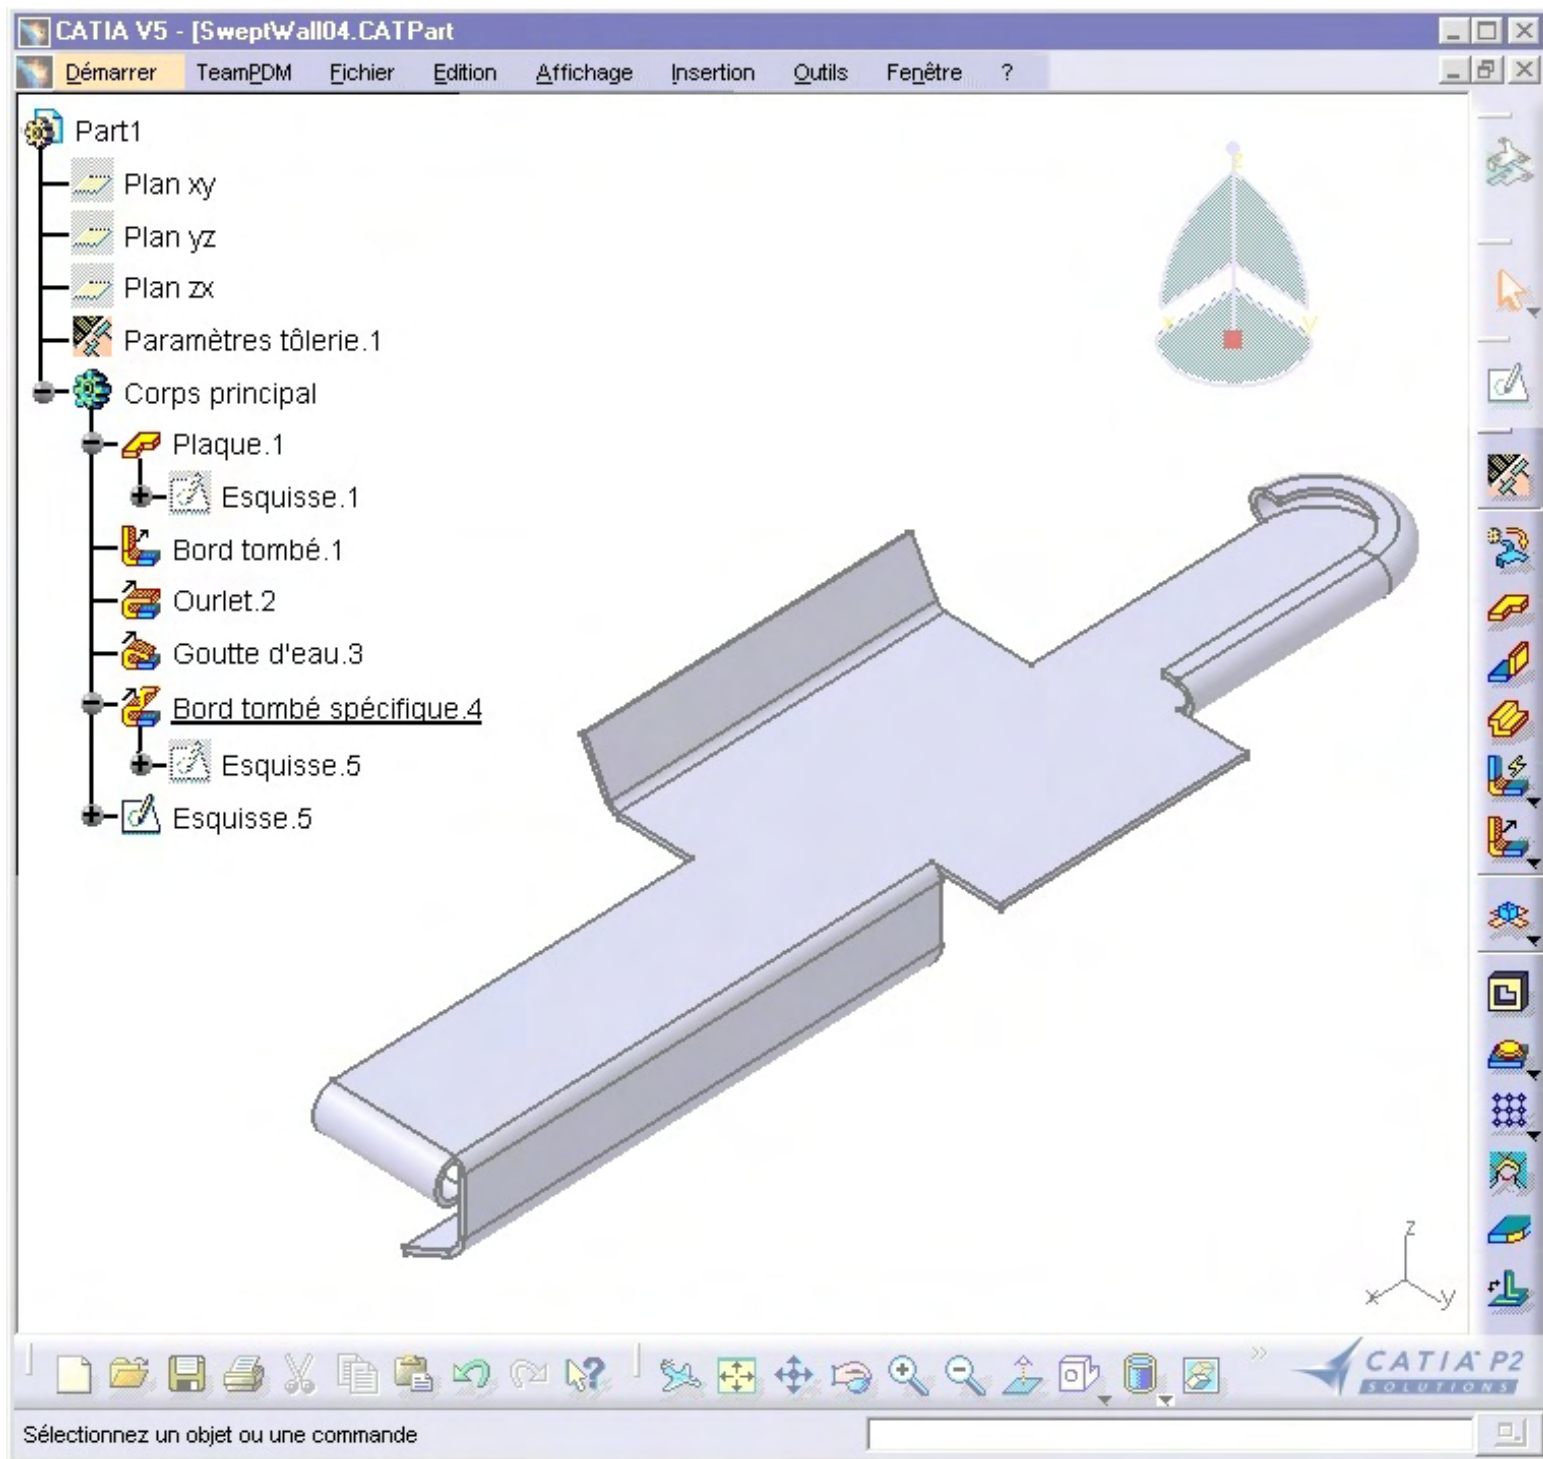 CATIA V5 - [SweptWall04.CATPart
Démarrer TeamPDM Fichier Edition Affichage Insertion Outils Fenêtre ?
Part1
Plan xy
Plan yz
Plan zx
Paramètres tôlerie.1
Corps principal
Plaque.1
Esquisse.1
Bord tombé.1
Ourlet.2
Goutte d'eau.3
Bord tombé spécifique.4
Esquisse.5
Esquisse.5
z
x y
z
x y
CATIA P2
SOLUTIONS
Sélectionnez un objet ou une commande